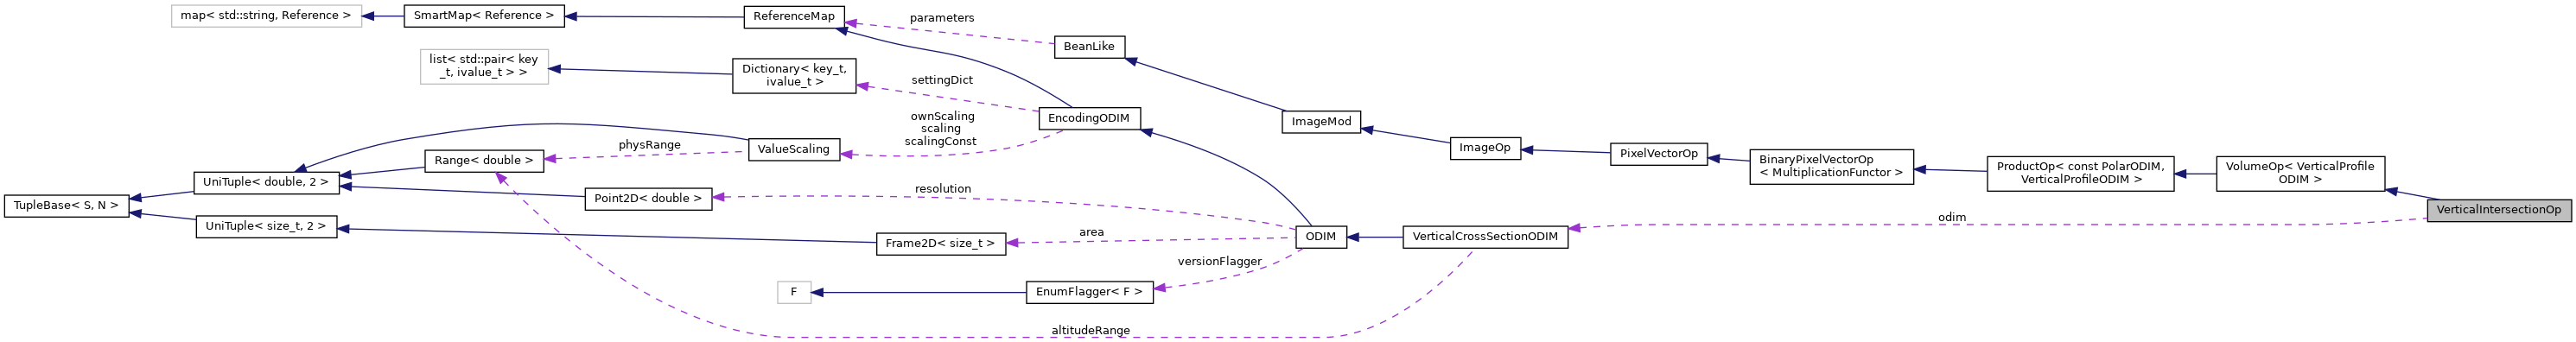 map< std::string, Reference >
SmartMap< Reference >
ReferenceMap
parameters
BeanLike
list< std::pair< key
_t, ivalue_t > >
Dictionary< key_t,
ivalue_t >
settingDict
EncodingODIM
ownScaling
scaling
scalingConst
ImageMod
ImageOp
PixelVectorOp
BinaryPixelVectorOp
< MultiplicationFunctor >
ProductOp< const PolarODIM,
VerticalProfileODIM >
VolumeOp< VerticalProfile
ODIM >
VerticalIntersectionOp
ValueScaling
physRange
Range< double >
UniTuple< double, 2 >
TupleBase< S, N >
Point2D< double >
resolution
UniTuple< size_t, 2 >
Frame2D< size_t >
area
ODIM
VerticalCrossSectionODIM
odim
versionFlagger
F
EnumFlagger< F >
altitudeRange